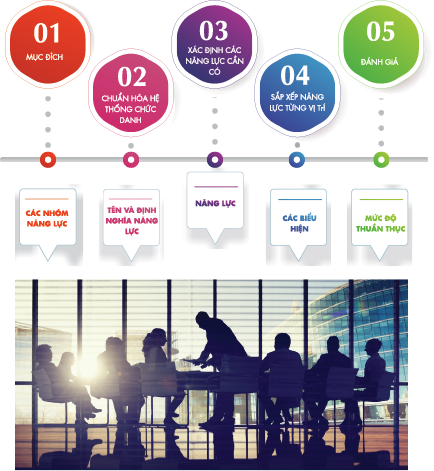 01
MỤC ĐÍCH
02
CHUẨN HÓA HỆ
THỐNG CHỨC
DANH
03
XÁC ĐỊNH CÁC
NĂNG LỰC CẦN
CÓ
04
SẮP XẾP NĂNG
LỰC TỪNG VỊ TRÍ
05
ĐÁNH GIÁ
CÁC NHÓM
NĂNG LỰC
TÊN VÀ ĐỊNH
NGHĨA NĂNG
LỰC
NĂNG LỰC
CÁC BIỂU
HIỆN
MỨC ĐỘ
THUẦN THỤC